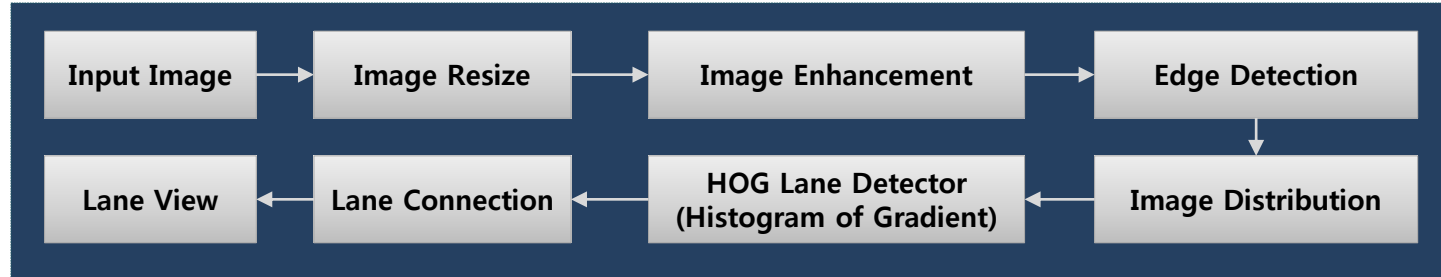 Input Image
Image Resize
Image Enhancement
Edge Detection
Lane View
Lane Connection
HOG Lane Detector
(Histogram of Gradient)
Image Distribution